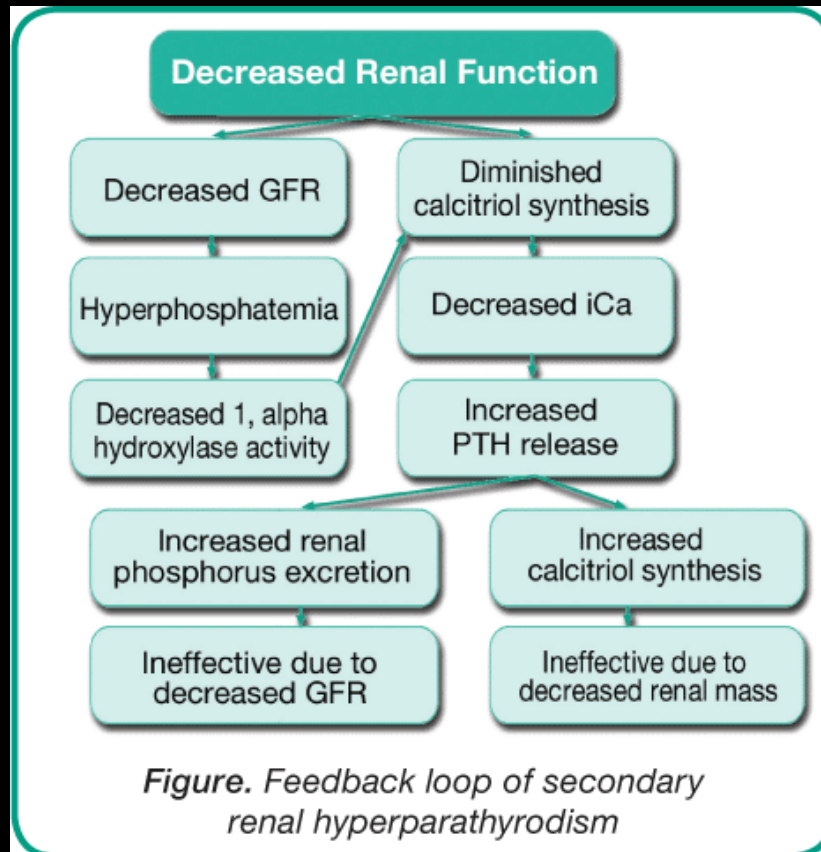 Decreased Renal Function
Decreased GFR
Diminished
calcitriol synthesis
Hyperphosphatemia
Decreased iCa
Decreased 1, alpha
hydroxylase activity
Increased
PTH release
Increased renal
phosphorus excretion
Increased
calcitriol synthesis
Ineffective due to
decreased GFR
Ineffective due to
decreased renal mass
Figure. Feedback loop of secondary
renal hyperparathyrodism